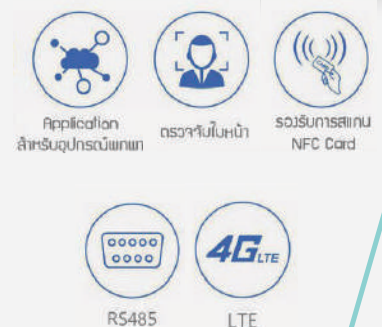 Application
สำหรับอุปกรณ์พกพา
ตรวจจับใบหน้า
รองรับการสแกน
NFC Card
4G LTE
RS485
LTE